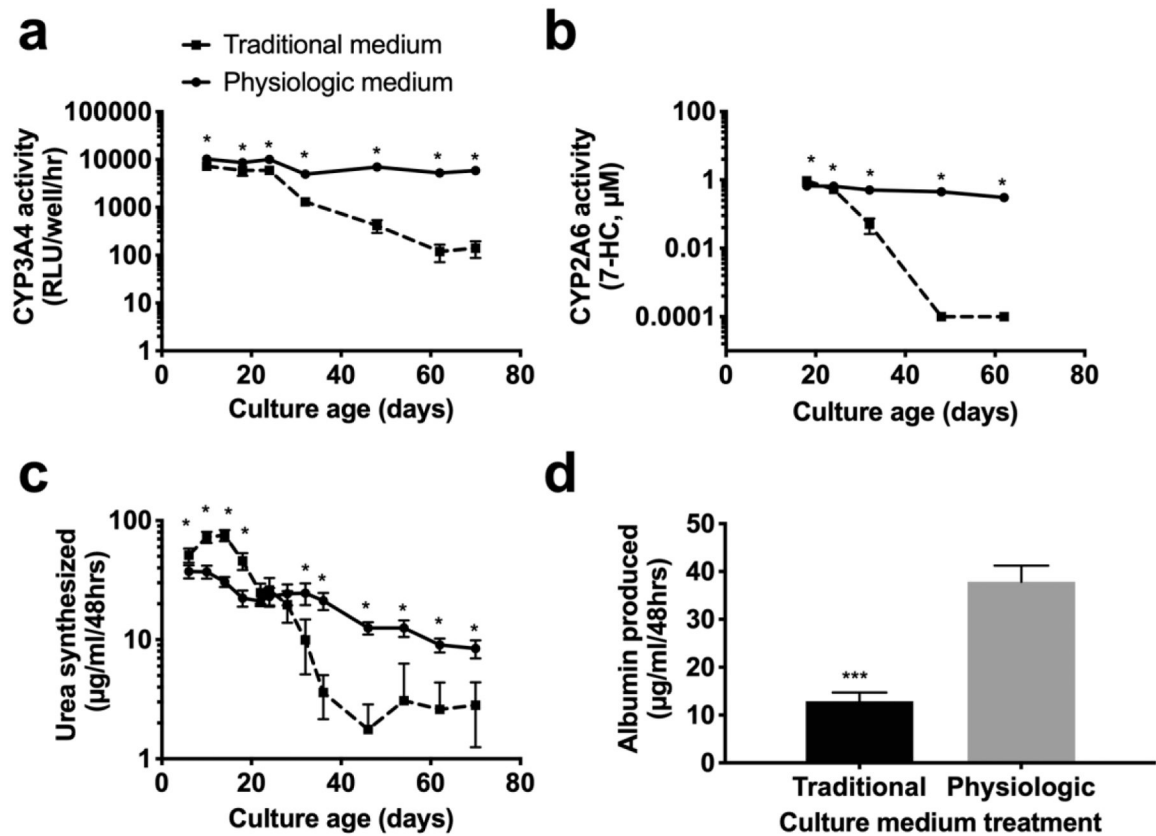 a
Traditional medium
Physiologic medium
CYP3A4 activity
(RLU/well/hr)
100000
10000
1000
100
10
1
* * * * * * *
0 20 40 60 80
Culture age (days)
b
CYP2A6 activity
(7-HC, µM)
100
1
0.01
0.0001
* * * * *
0 20 40 60 80
Culture age (days)
c
Urea synthesized
(µg/ml/48hrs)
100
10
1
* * * * * * * * * *
0 20 40 60 80
Culture age (days)
d
Albumin produced
(µg/ml/48hrs)
50
40
30
20
10
0
***
Traditional Physiologic
Culture medium treatment